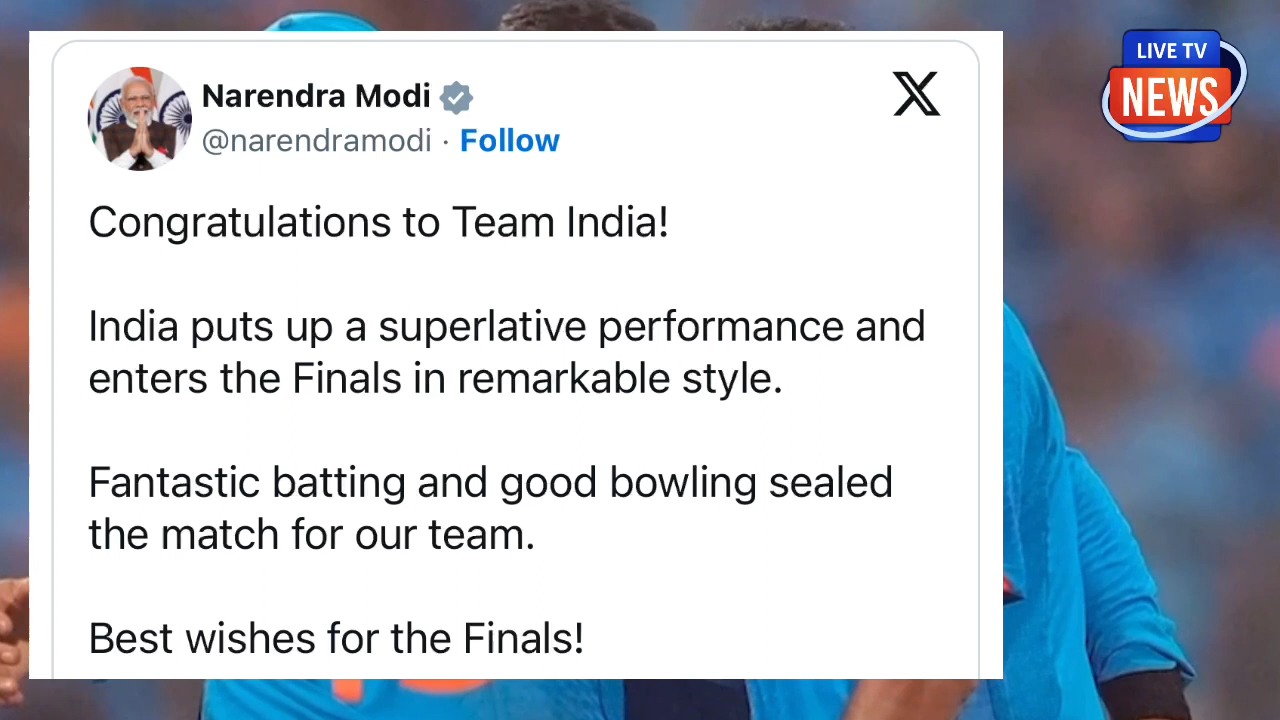 LIVE TV
NEWS
Narendra Modi
@narendramodi · Follow
X
Congratulations to Team India!
India puts up a superlative performance and
enters the Finals in remarkable style.
Fantastic batting and good bowling sealed
the match for our team.
Best wishes for the Finals!